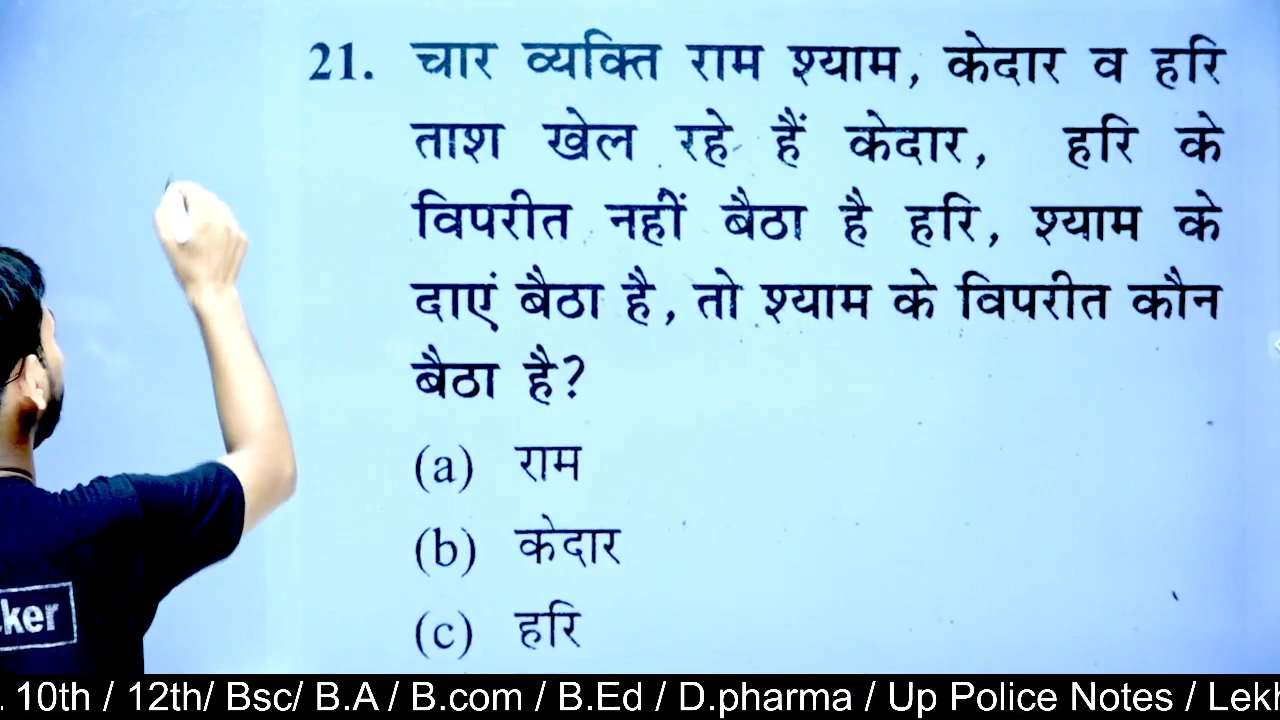 21. चार व्यक्ति राम श्याम, केदार व हरि
ताश खेल रहे हैं केदार, हरि के
विपरीत नहीं बैठा है हरि, श्याम के
दाएं बैठा है, तो श्याम के विपरीत कौन
बैठा है?
(a) राम
(b) केदार
(c) हरि
ker
. 10th / 12th/ Bsc/ B.A / B.com / B.Ed / D.pharma / Up Police Notes / Lekh